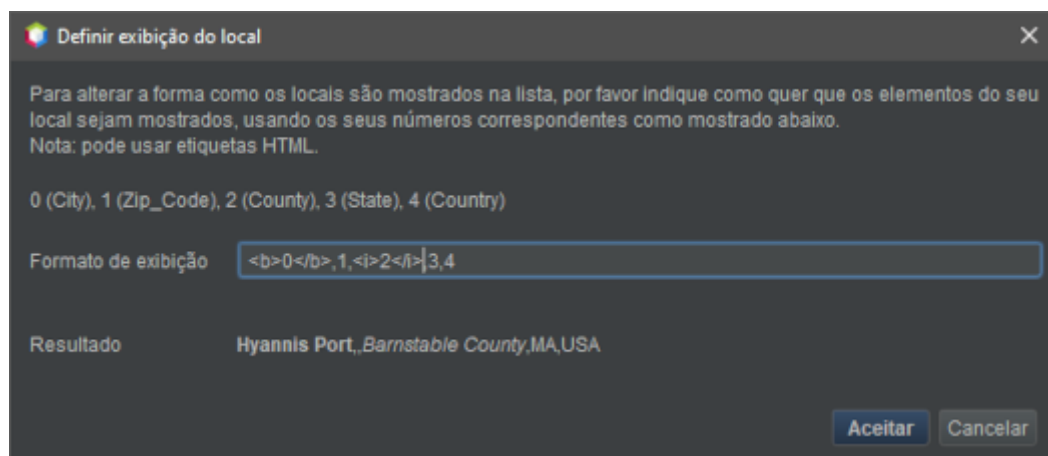 Definir exibição do local
Para alterar a forma como os locais são mostrados na lista, por favor indique como quer que os elementos do seu
local sejam mostrados, usando os seus números correspondentes como mostrado abaixo.
Nota: pode usar etiquetas HTML.
0 (City), 1 (Zip_Code), 2 (County), 3 (State), 4 (Country)
Formato de exibição <b>0</b>,1,<i>2</i>,3,4
Resultado Hyannis Port,,Barnstable County,MA,USA
Aceitar Cancelar